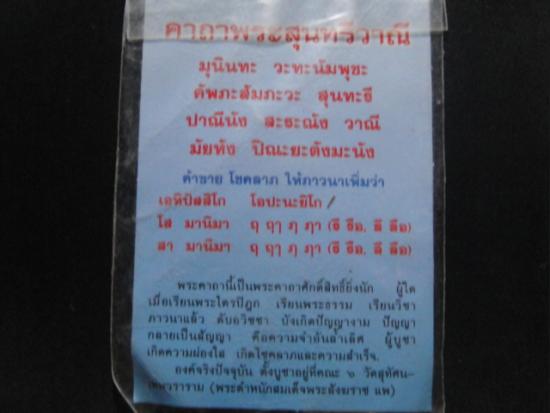 คาถาพระสุนทรีวาณี
มุนินทะ วะทะนัมพุชะ
คัพภะสัมภะวะ สุนทะรี
ปาณีนัง สะระณัง วาณี
มัยหัง ปิณะยะตังมะนัง
ค้าขาย โชคลาภ ให้ภาวนาเพิ่มว่า
เอหิปัสสิโก โอปะนะยิโก /
โส มานิมา ฤ ฤๅ ภ ภา (รึ รือ, ลึ ลือ)
สา มานิมา ฤ ฤๅ ภ ภา (รึ รือ, ลึ ลือ)
พระคาถานี้เป็นพระคาถาศักดิ์สิทธิ์ยิ่งนัก ผู้ใด
เมื่อเรียนพระไตรปิฎก เรียนพระธรรม เรียนวิชา
ภาวนาแล้ว ดับอวิชชา บังเกิดปัญญางาม ปัญญา
กลายเป็นสัญญา คือความจำอันล้ำเลิศ ผู้บูชา
เกิดความผ่องใส เกิดโชคลาภและความสำเร็จ.
องค์จริงปัจจุบัน ตั้งบูชาอยู่ที่คณะ ๖ วัดสุทัศน-
เทพวราราม (พระตำหนักสมเด็จพระสังฆราช แพ)